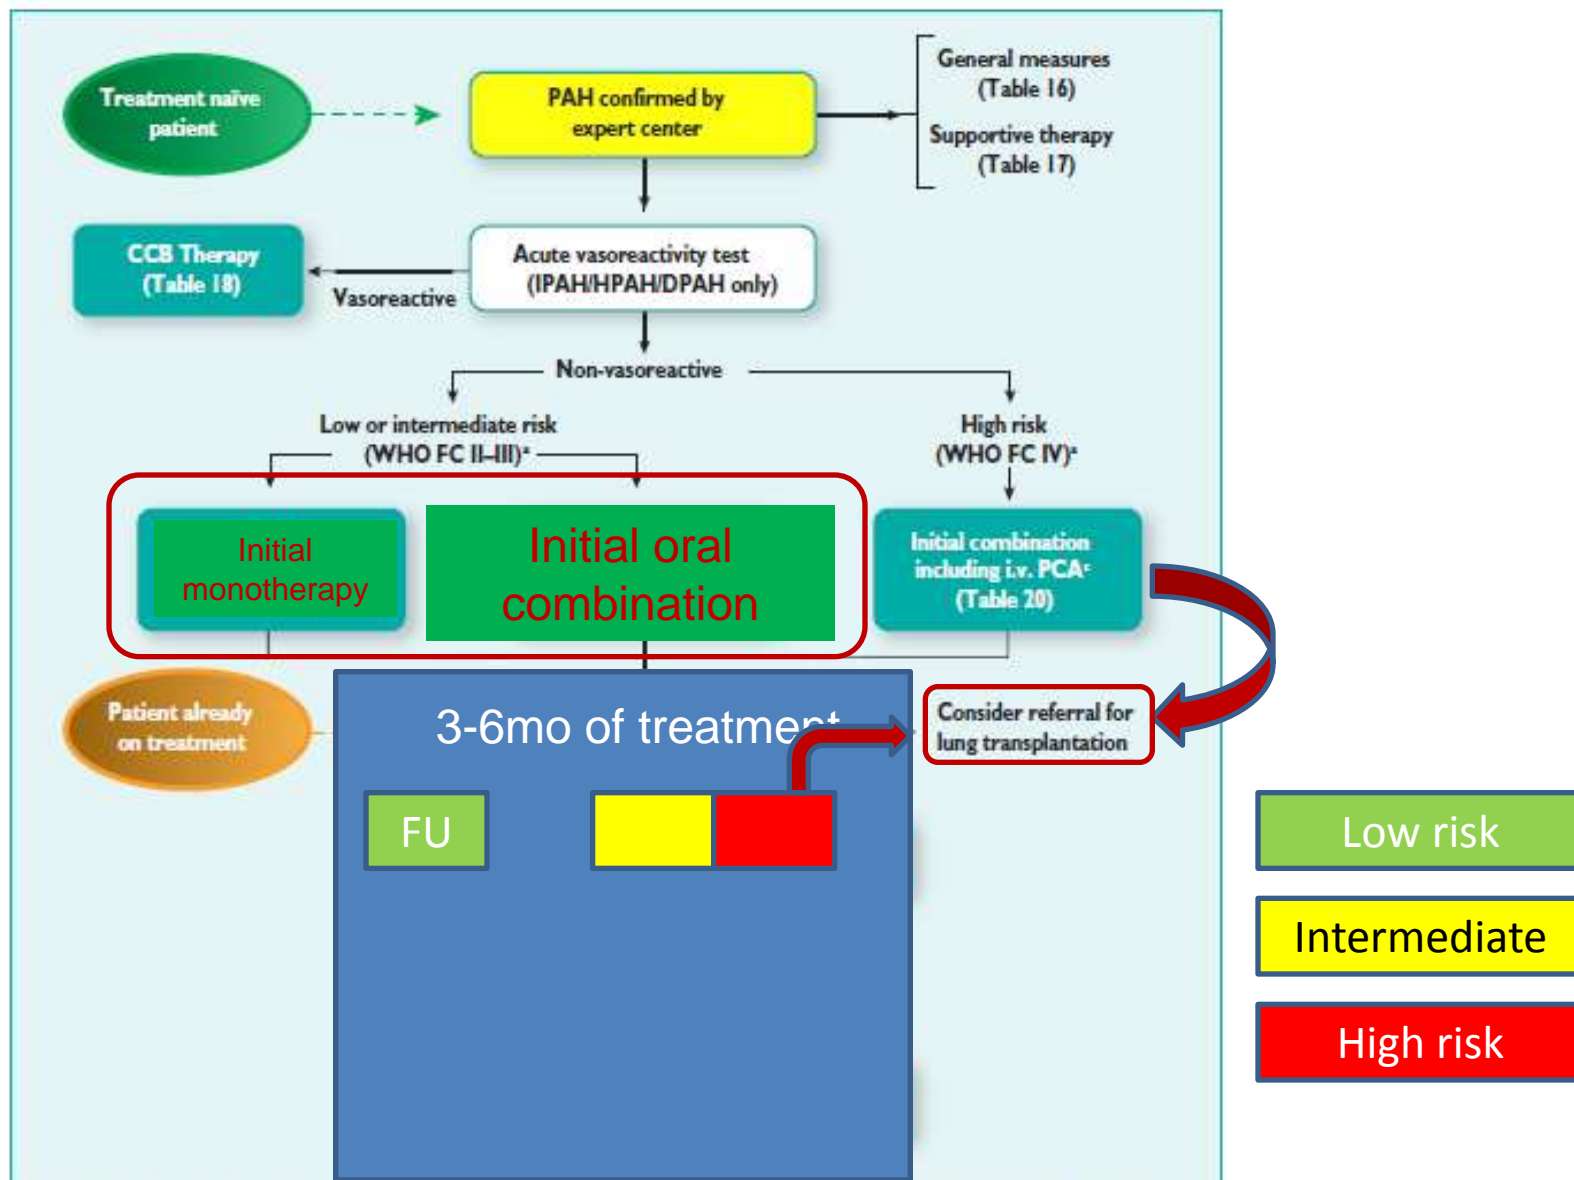 Treatment naïve
patient
PAH confirmed by
expert center
General measures
(Table 16)
Supportive therapy
(Table 17)
CCB Therapy
(Table 18)
Vasoreactive
Acute vasoreactivity test
(IPAH/HPAH/DPAH only)
Non-vasoreactive
Low or intermediate risk
(WHO FC II–III)ᵃ
High risk
(WHO FC IV)ᵃ
Initial
monotherapy
Initial oral
combination
Initial combination
including i.v. PCAᶜ
(Table 20)
Patient already
on treatment
3-6mo of treatment
Consider referral for
lung transplantation
FU
Low risk
Intermediate
High risk